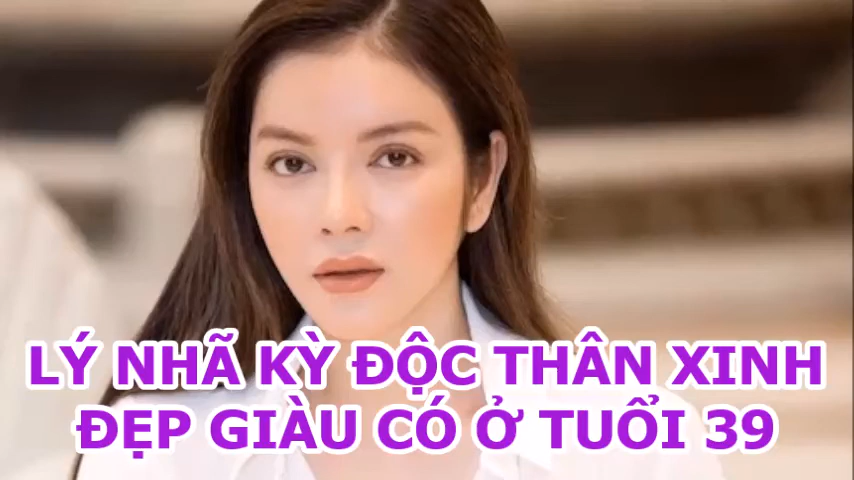 LÝ NHÃ KỲ ĐỘC THÂN XINH
ĐẸP GIÀU CÓ Ở TUỔI 39